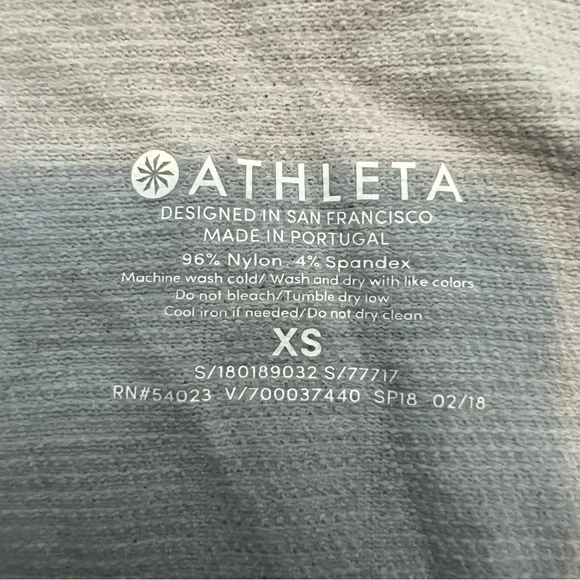 ATHLETA
DESIGNED IN SAN FRANCISCO
MADE IN PORTUGAL
96% Nylon 4% Spandex
Machine wash cold/ Wash and dry with like colors
Do not bleach/Tumble dry low
Cool iron if needed/Do not dry clean
XS
S/180189032 S/77717
RN#54023 V/700037440 SP18 02/18